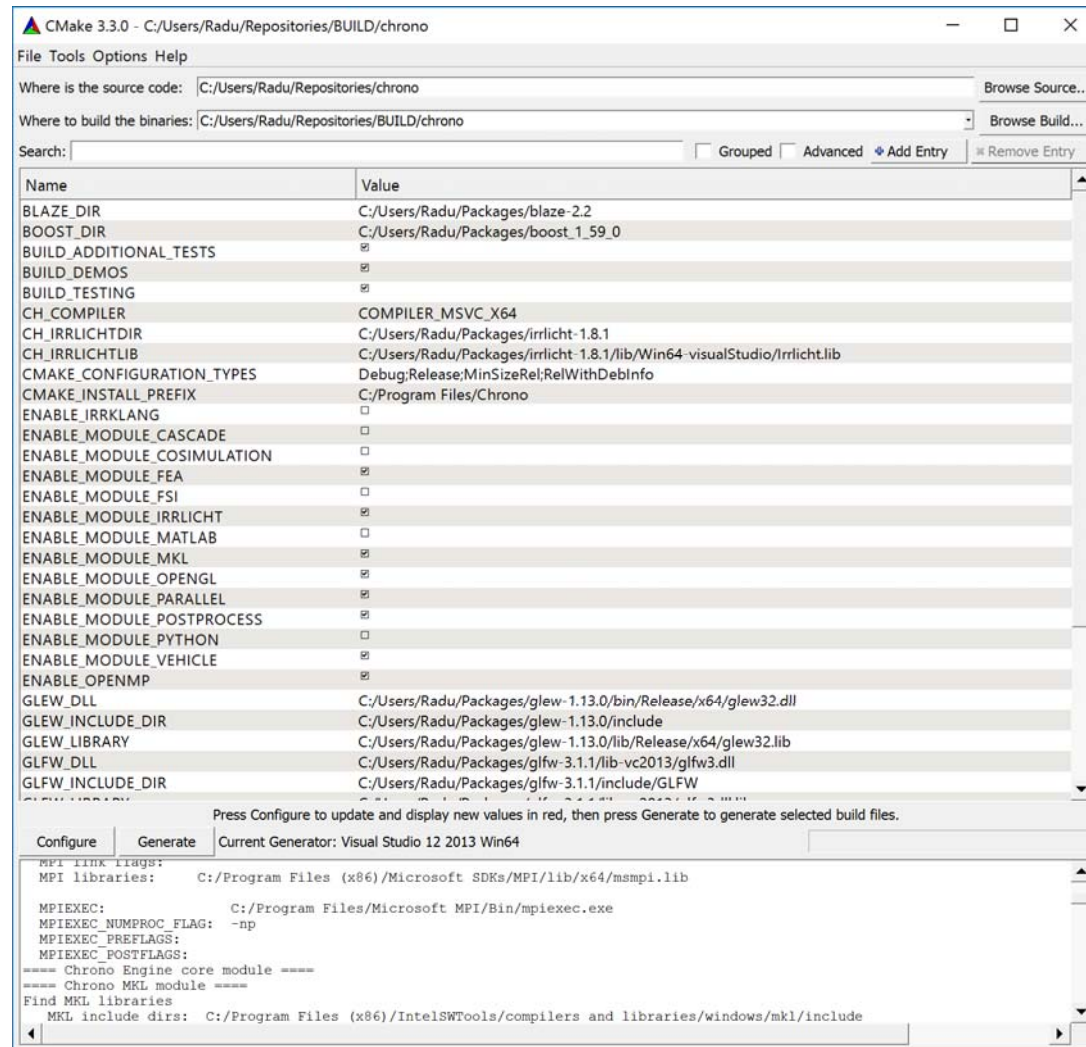 CMake 3.3.0 - C:/Users/Radu/Repositories/BUILD/chrono
File Tools Options Help
Where is the source code: C:/Users/Radu/Repositories/chrono Browse Source..
Where to build the binaries: C:/Users/Radu/Repositories/BUILD/chrono Browse Build...
Search: Grouped Advanced Add Entry Remove Entry
Name Value
BLAZE_DIR C:/Users/Radu/Packages/blaze-2.2
BOOST_DIR C:/Users/Radu/Packages/boost_1_59_0
BUILD_ADDITIONAL_TESTS
BUILD_DEMOS
BUILD_TESTING
CH_COMPILER COMPILER_MSVC_X64
CH_IRRLICHTDIR C:/Users/Radu/Packages/irrlicht-1.8.1
CH_IRRLICHTLIB C:/Users/Radu/Packages/irrlicht-1.8.1/lib/Win64-visualStudio/Irrlicht.lib
CMAKE_CONFIGURATION_TYPES Debug;Release;MinSizeRel;RelWithDebInfo
CMAKE_INSTALL_PREFIX C:/Program Files/Chrono
ENABLE_IRRKLANG
ENABLE_MODULE_CASCADE
ENABLE_MODULE_COSIMULATION
ENABLE_MODULE_FEA
ENABLE_MODULE_FSI
ENABLE_MODULE_IRRLICHT
ENABLE_MODULE_MATLAB
ENABLE_MODULE_MKL
ENABLE_MODULE_OPENGL
ENABLE_MODULE_PARALLEL
ENABLE_MODULE_POSTPROCESS
ENABLE_MODULE_PYTHON
ENABLE_MODULE_VEHICLE
ENABLE_OPENMP
GLEW_DLL C:/Users/Radu/Packages/glew-1.13.0/bin/Release/x64/glew32.dll
GLEW_INCLUDE_DIR C:/Users/Radu/Packages/glew-1.13.0/include
GLEW_LIBRARY C:/Users/Radu/Packages/glew-1.13.0/lib/Release/x64/glew32.lib
GLFW_DLL C:/Users/Radu/Packages/glfw-3.1.1/lib-vc2013/glfw3.dll
GLFW_INCLUDE_DIR C:/Users/Radu/Packages/glfw-3.1.1/include/GLFW
Press Configure to update and display new values in red, then press Generate to generate selected build files.
Configure Generate Current Generator: Visual Studio 12 2013 Win64
MPI link flags:
MPI libraries: C:/Program Files (x86)/Microsoft SDKs/MPI/lib/x64/msmpi.lib
MPIEXEC: C:/Program Files/Microsoft MPI/Bin/mpiexec.exe
MPIEXEC_NUMPROC_FLAG: -np
MPIEXEC_PREFLAGS:
MPIEXEC_POSTFLAGS:
==== Chrono Engine core module ====
==== Chrono MKL module ====
Find MKL libraries
MKL include dirs: C:/Program Files (x86)/IntelSWTools/compilers and libraries/windows/mkl/include